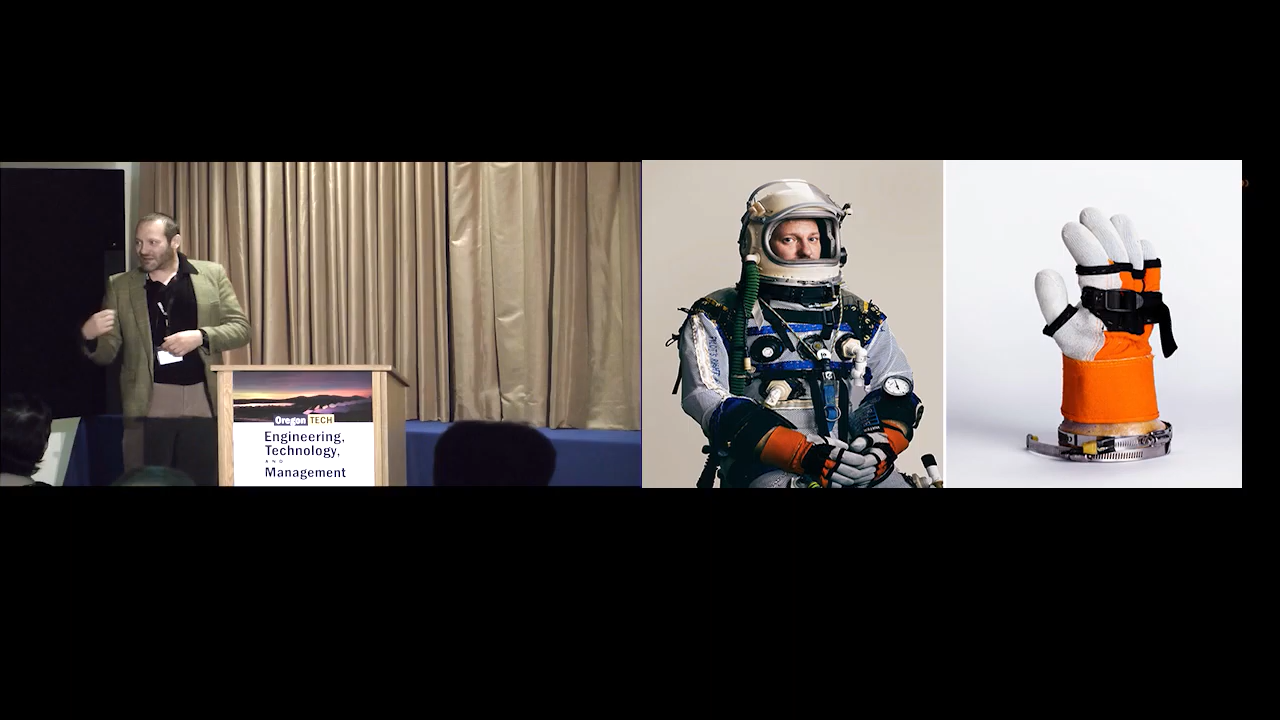 Oregon TECH
Engineering,
Technology,
AND
Management